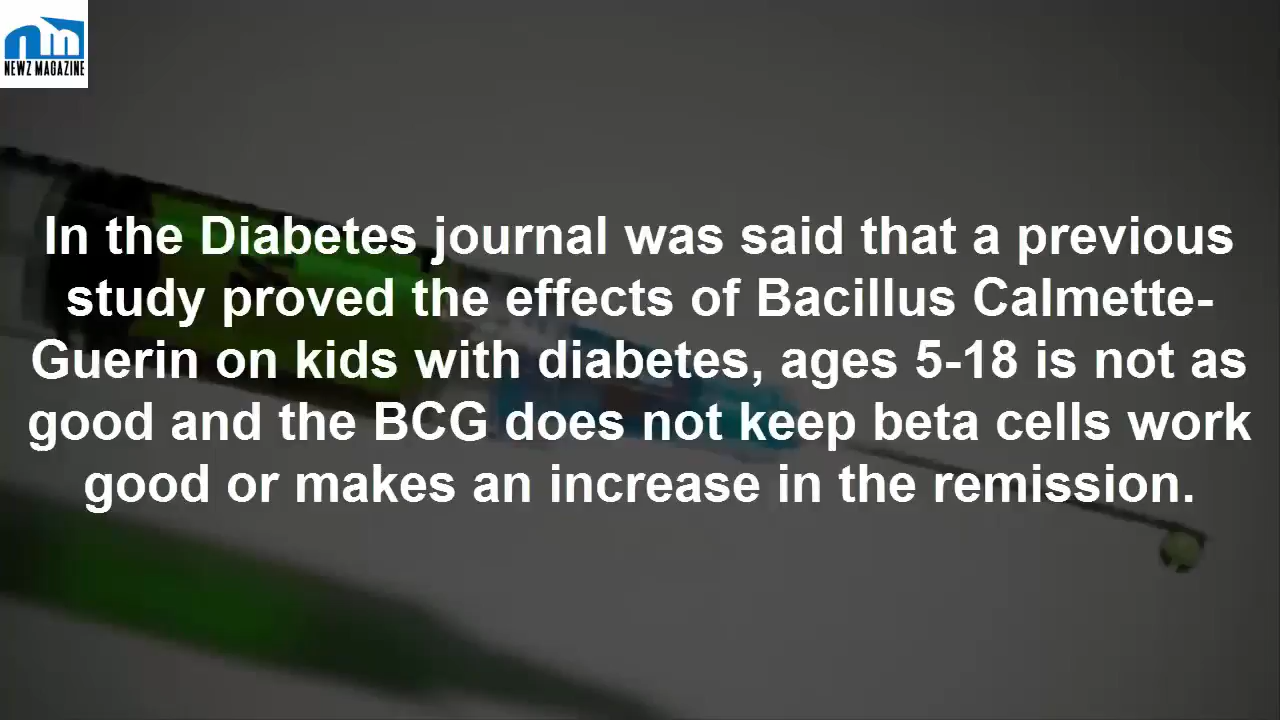 nm
NEWZ MAGAZINE
In the Diabetes journal was said that a previous
study proved the effects of Bacillus Calmette-
Guerin on kids with diabetes, ages 5-18 is not as
good and the BCG does not keep beta cells work
good or makes an increase in the remission.